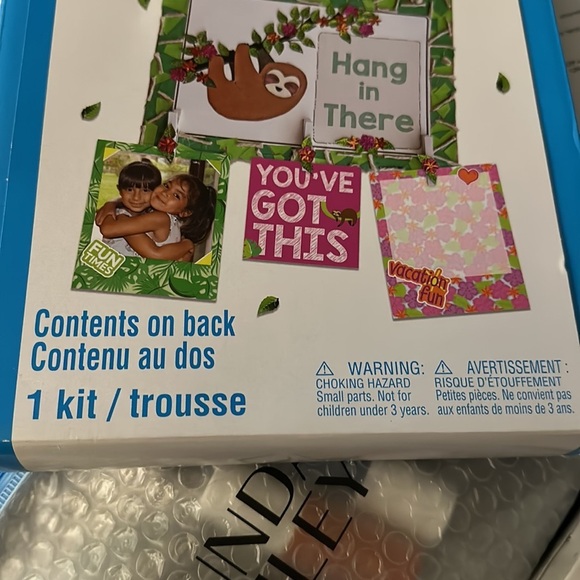 Hang
in
There
YOU'VE
GOT
THIS
FUN
TIMES
Vacation
fun
Contents on back
Contenu au dos
1 kit / trousse
⚠ WARNING:
CHOKING HAZARD
Small parts. Not for
children under 3 years.
⚠ AVERTISSEMENT :
RISQUE D'ÉTOUFFEMENT
Petites pièces. Ne convient pas
aux enfants de moins de 3 ans.